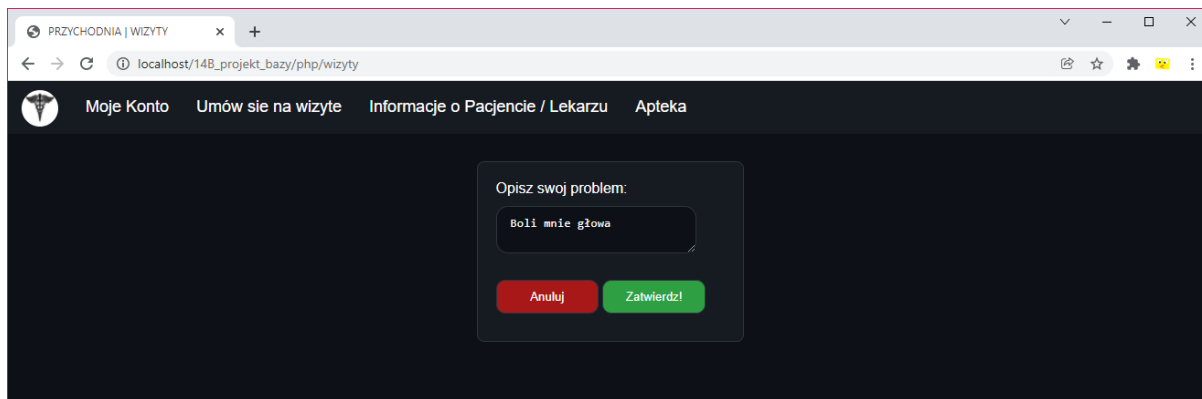 PRZYCHODNIA | WIZYTY
localhost/14B_projekt_bazy/php/wizyty
Moje Konto Umów sie na wizyte Informacje o Pacjencie / Lekarzu Apteka
Opisz swoj problem:
Boli mnie głowa
Anuluj Zatwierdz!